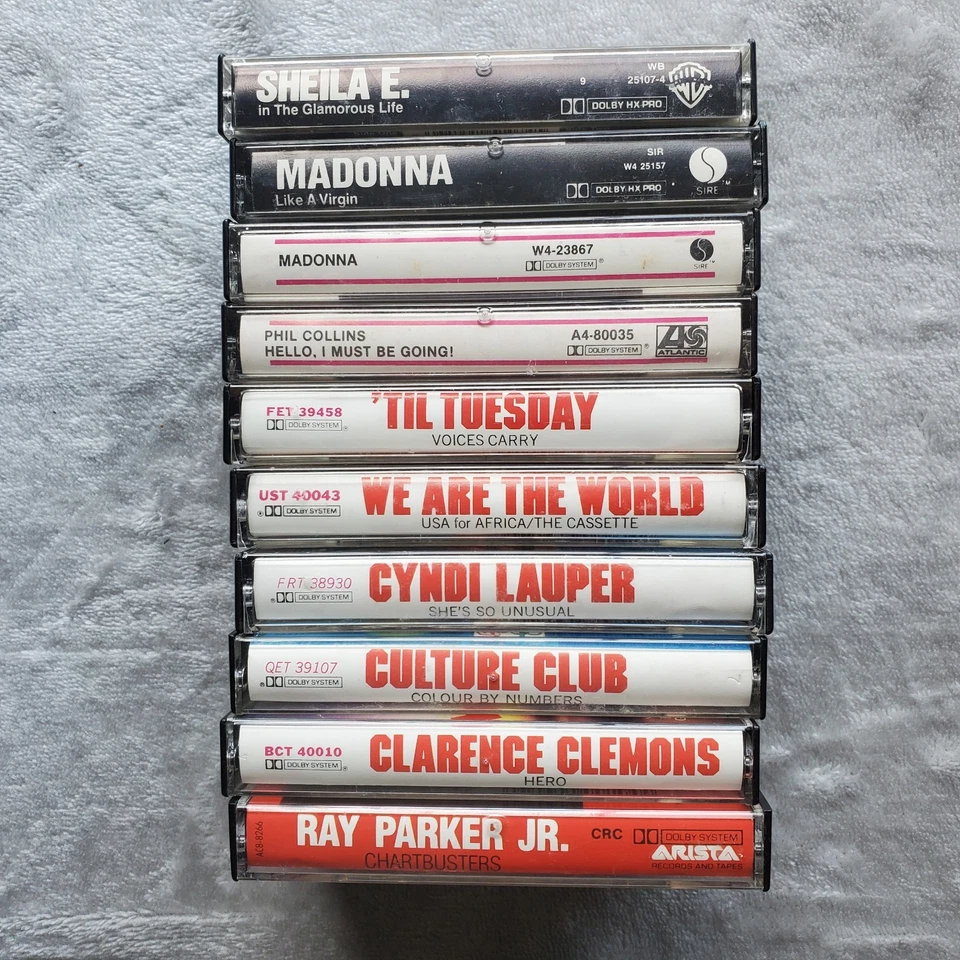 SHEILA E.
in The Glamorous Life
9
WB
25107-4
DOLBY HX PRO
MADONNA
Like A Virgin
SIR
W4 25157
DOLBY HX PRO
SIRE™
MADONNA
W4-23867
DOLBY SYSTEM®
SIRE™
PHIL COLLINS
HELLO, I MUST BE GOING!
A4-80035
DOLBY SYSTEM®
ATLANTIC
FET 39458
DOLBY SYSTEM®
'TIL TUESDAY
VOICES CARRY
UST 40043
® DOLBY SYSTEM
WE ARE THE WORLD
USA for AFRICA/THE CASSETTE
FRT 38930
® DOLBY SYSTEM
CYNDI LAUPER
SHE'S SO UNUSUAL
QET 39107
® DOLBY SYSTEM
CULTURE CLUB
COLOUR BY NUMBERS
BCT 40010
DOLBY SYSTEM®
CLARENCE CLEMONS
HERO
AC8-8266
RAY PARKER JR.
CHARTBUSTERS
CRC
DOLBY SYSTEM
ARISTA
RECORDS AND TAPES